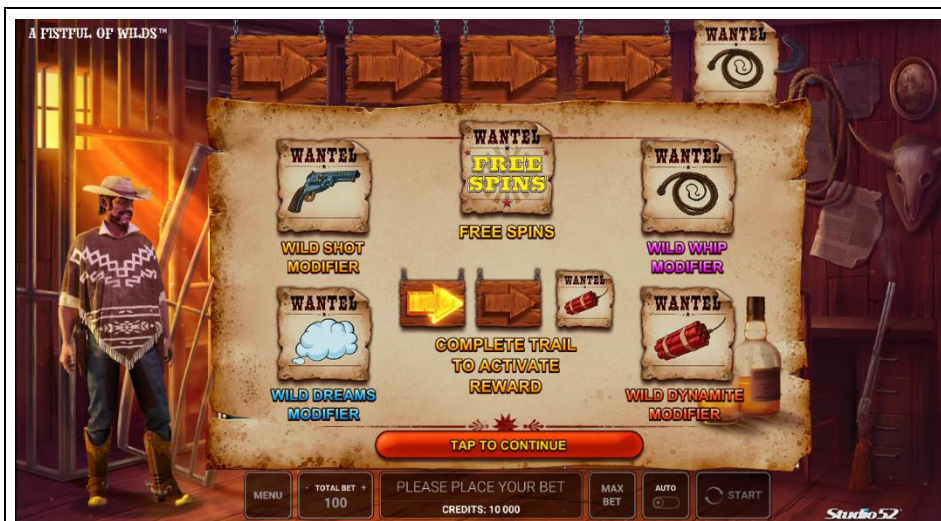 A FISTFUL OF WILDS™
WANTED
WANTED
FREE
SPINS
FREE SPINS
WANTED
WILD SHOT
MODIFIER
WANTED
WILD WHIP
MODIFIER
WANTED
WILD DREAMS
MODIFIER
WANTED
COMPLETE TRAIL
TO ACTIVATE
REWARD
WANTED
WILD DYNAMITE
MODIFIER
TAP TO CONTINUE
MENU
- TOTAL BET +
100
PLEASE PLACE YOUR BET
CREDITS: 10 000
MAX
BET
AUTO
START
Studio52